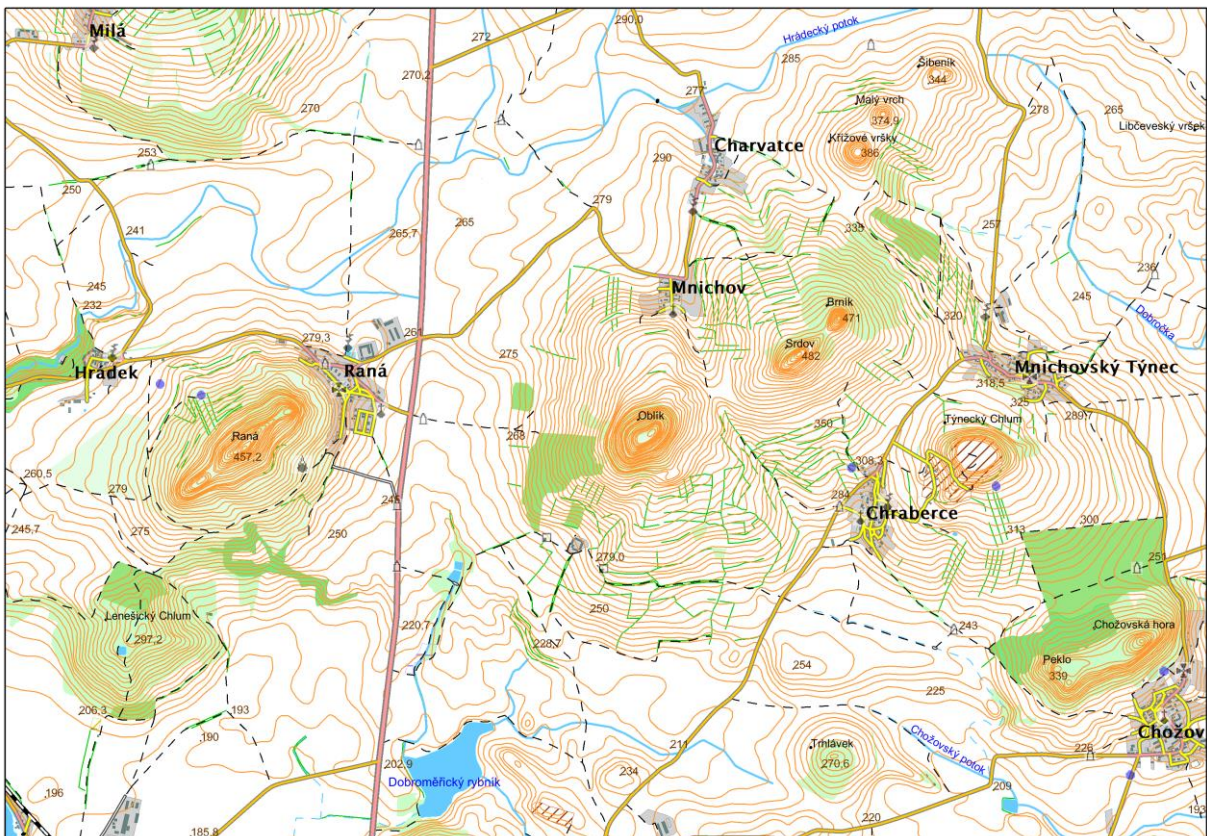 Milá
290,0
Hrádecký potok
272
285
270,2
Šibeník
344
277
270
Malý vrch
374,9
278
265
Libčeveský vršek
Křížové vršky
386
Charvatce
253
290
250
279
241
265,7
265
257
335
236
245
245
232
Mnichov
Brník
471
320
Dobročka
279,3
261
275
Srdov
482
Hrádek
Raná
Mnichovský Týnec
318,5
325
289,7
Oblík
350
Týnecký Chlum
Raná
457,2
268
260,5
308,3
279
284
245
Chraberce
300
245,7
275
250
313
279,0
251
250
Lenešický Chlum
297,2
220,7
228,7
243
Chožovská hora
254
Peklo
339
225
206,3
193
190
Chožov
211
Chožovský potok
226
Trhlávek
270,6
202,9
Dobroměřický rybník
234
209
196
193
185,8
220